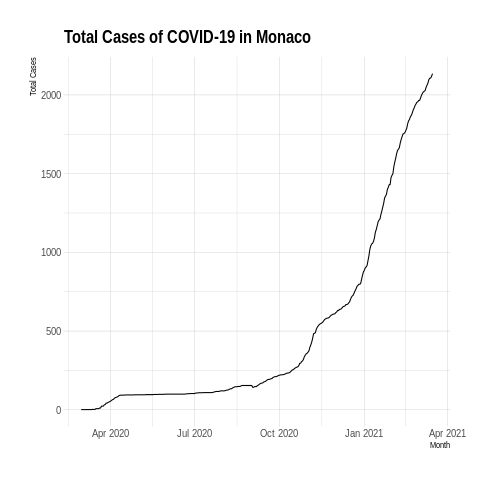 Total Cases of COVID-19 in Monaco
Total Cases
2000
1500
1000
500
0
Apr 2020 Jul 2020 Oct 2020 Jan 2021 Apr 2021
Month